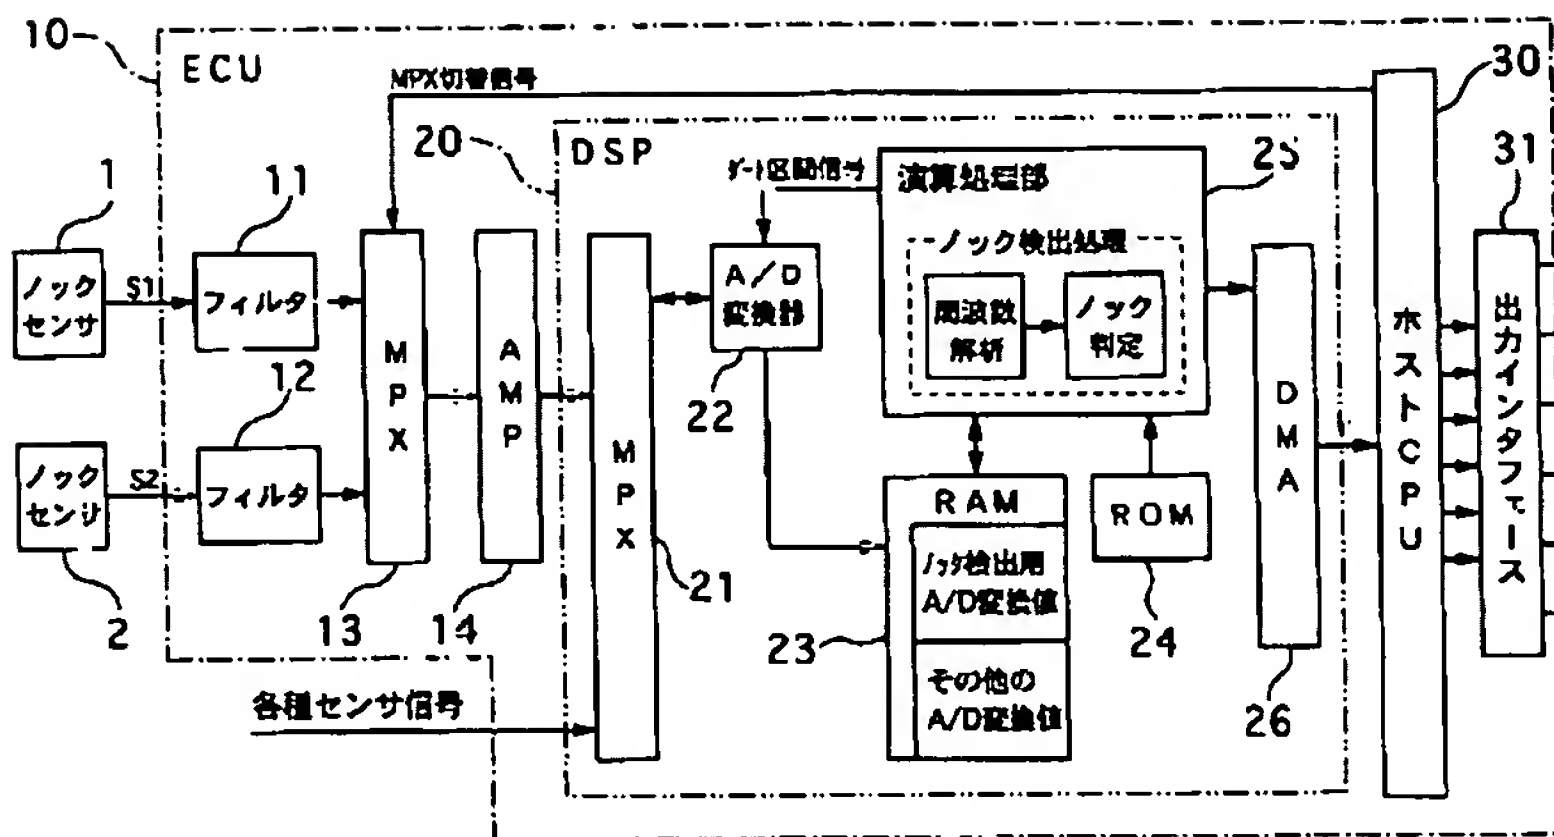 10
ECU
MPX切替信号
30
20
DSP
ゲート区間信号
演算処理部
25
31
1
11
ノック検出処理
ノック
センサ
S1
フィルタ
A/D
変換器
周波数
解析
ノック
判定
MPX
AMP
12
22
DMA
ホストCPU
出力インタフェース
MPX
ノック
センサ
S2
フィルタ
RAM
ROM
ノック検出用
A/D変換値
21
2
13
14
23
24
その他の
A/D変換値
各種センサ信号
26